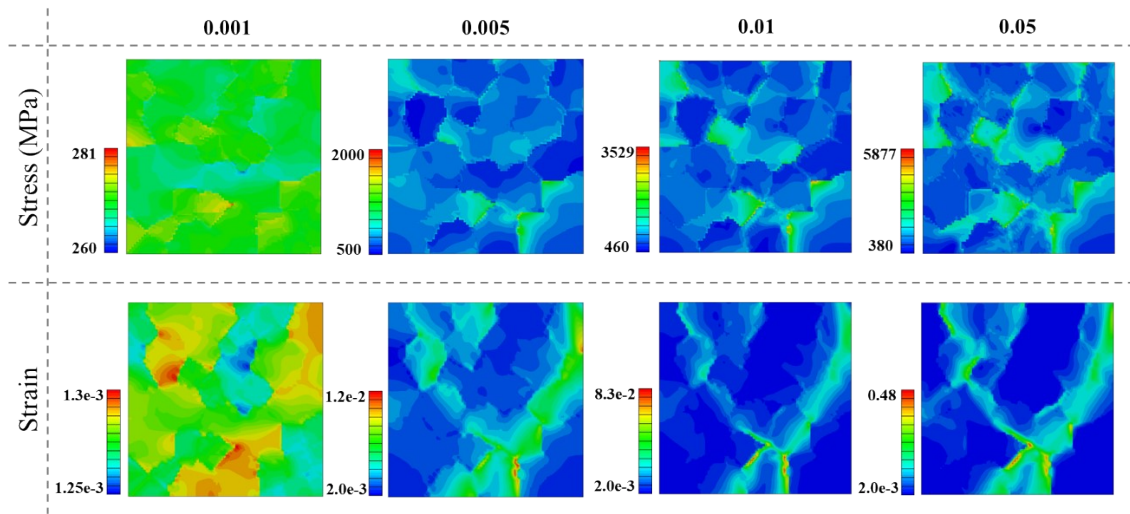 0.001 0.005 0.01 0.05
Stress (MPa)
281 2000 3529 5877
260 500 460 380
Strain
1.3e-3 1.2e-2 8.3e-2 0.48
1.25e-3 2.0e-3 2.0e-3 2.0e-3